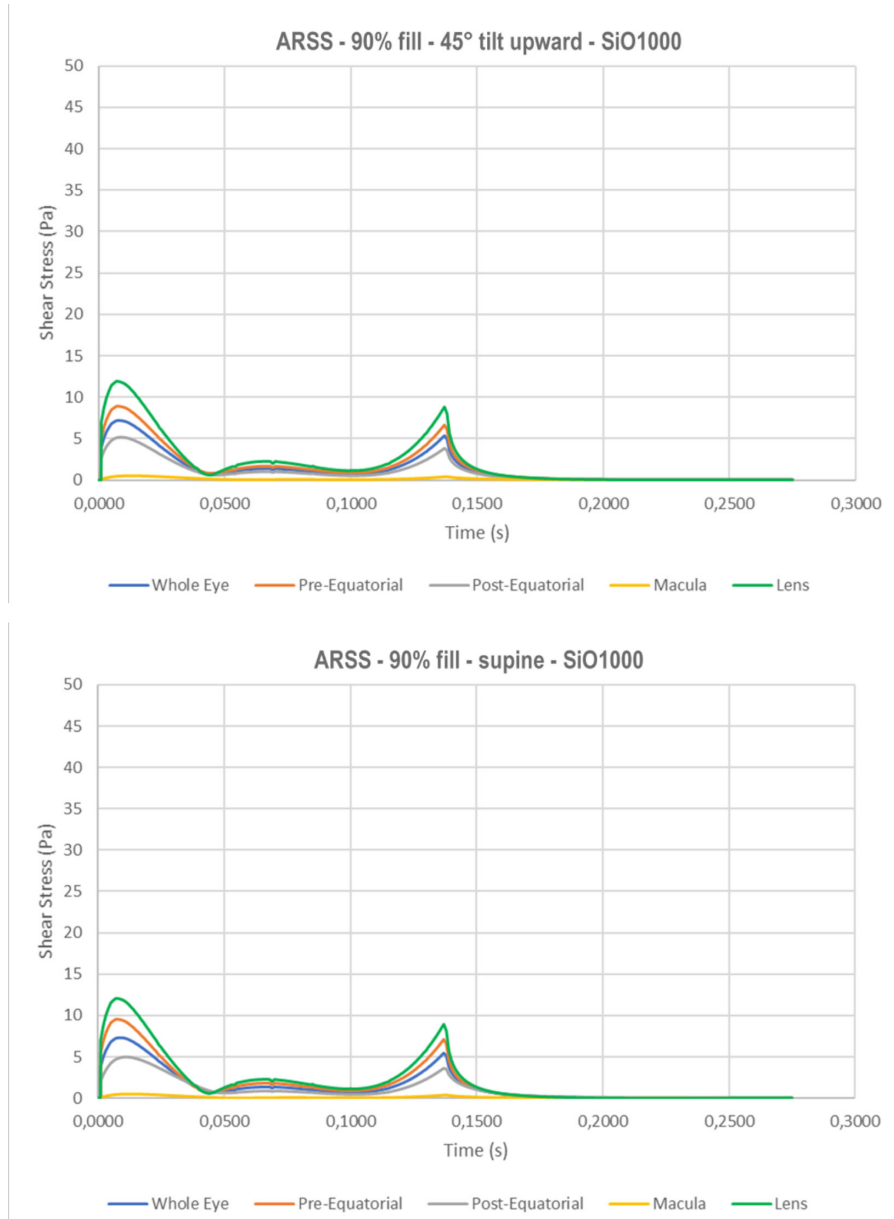 ARSS - 90% fill - 45° tilt upward - SiO1000
50
45
40
35
30
25
20
15
10
5
0
Shear Stress (Pa)
0,0000 0,0500 0,1000 0,1500 0,2000 0,2500 0,3000
Time (s)
Whole Eye Pre-Equatorial Post-Equatorial Macula Lens
ARSS - 90% fill - supine - SiO1000
50
45
40
35
30
25
20
15
10
5
0
Shear Stress (Pa)
0,0000 0,0500 0,1000 0,1500 0,2000 0,2500 0,3000
Time (s)
Whole Eye Pre-Equatorial Post-Equatorial Macula Lens